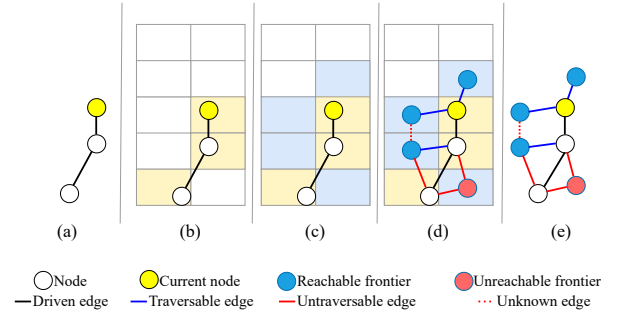 (a) (b) (c) (d) (e)
Node Current node Reachable frontier Unreachable frontier
Driven edge Traversable edge Untraversable edge Unknown edge